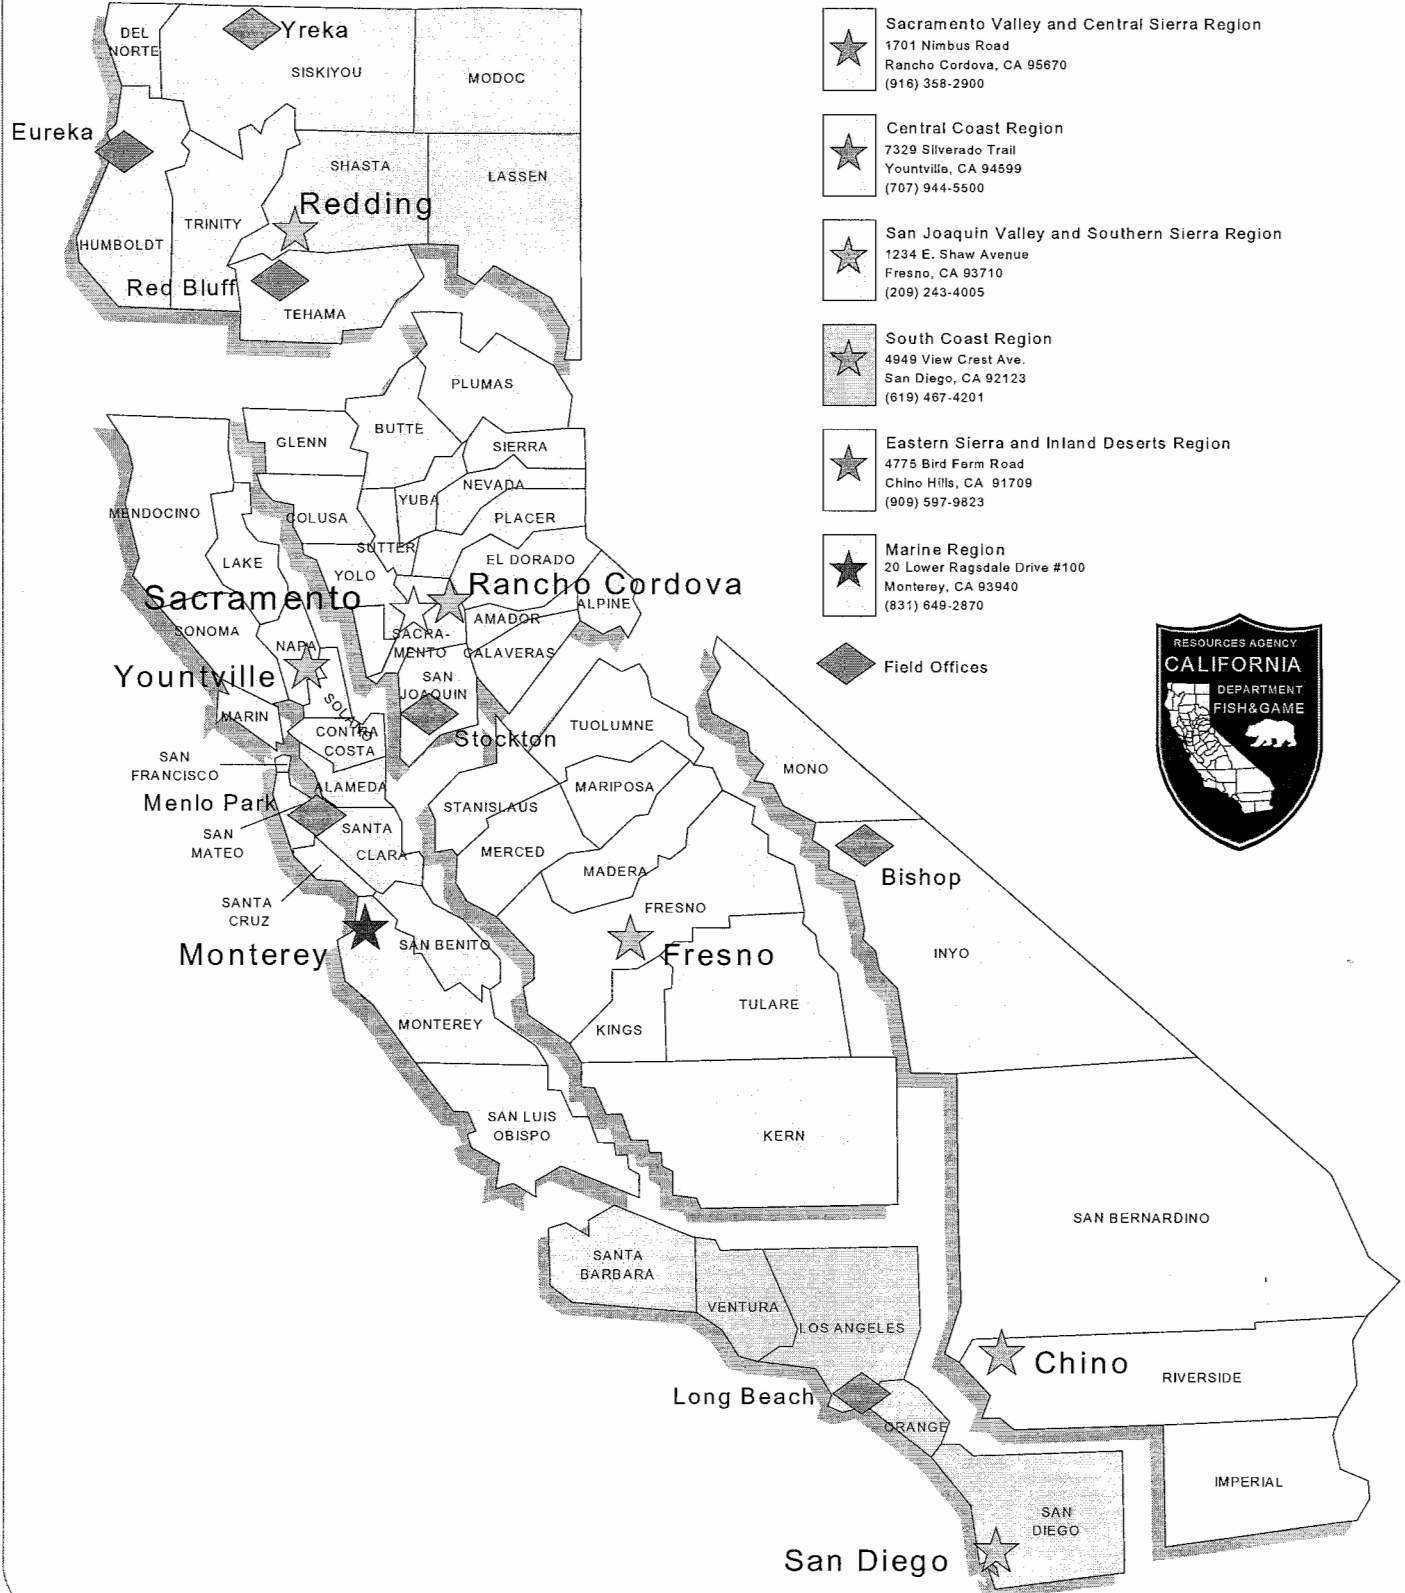 Sacramento Valley and Central Sierra Region
1701 Nimbus Road
Rancho Cordova, CA 95670
(916) 358-2900
Central Coast Region
7329 Silverado Trail
Yountville, CA 94599
(707) 944-5500
San Joaquin Valley and Southern Sierra Region
1234 E. Shaw Avenue
Fresno, CA 93710
(209) 243-4005
South Coast Region
4949 View Crest Ave.
San Diego, CA 92123
(619) 467-4201
Eastern Sierra and Inland Deserts Region
4775 Bird Farm Road
Chino Hills, CA 91709
(909) 597-9823
Marine Region
20 Lower Ragsdale Drive #100
Monterey, CA 93940
(831) 649-2870
Field Offices
RESOURCES AGENCY
CALIFORNIA
DEPARTMENT
FISH&GAME
DEL
NORTE
Yreka
SISKIYOU
MODOC
Eureka
SHASTA
LASSEN
Redding
TRINITY
HUMBOLDT
Red Bluff
TEHAMA
PLUMAS
BUTTE
GLENN
SIERRA
NEVADA
YUBA
MENDOCINO
COLUSA
PLACER
SUTTER
LAKE
EL DORADO
YOLO
Rancho Cordova
Sacramento
ALPINE
AMADOR
SONOMA
SACRA-
MENTO
NAPA
CALAVERAS
Yountville
SAN
JOAQUIN
SOLANO
MARIN
TUOLUMNE
CONTRA
COSTA
Stockton
SAN
FRANCISCO
MONO
ALAMEDA
MARIPOSA
Menlo Park
STANISLAUS
SAN
MATEO
SANTA
CLARA
MERCED
MADERA
Bishop
SANTA
CRUZ
FRESNO
Monterey
SAN BENITO
Fresno
INYO
TULARE
MONTEREY
KINGS
SAN LUIS
OBISPO
KERN
SAN BERNARDINO
SANTA
BARBARA
VENTURA
LOS ANGELES
Chino
RIVERSIDE
Long Beach
ORANGE
IMPERIAL
SAN
DIEGO
San Diego